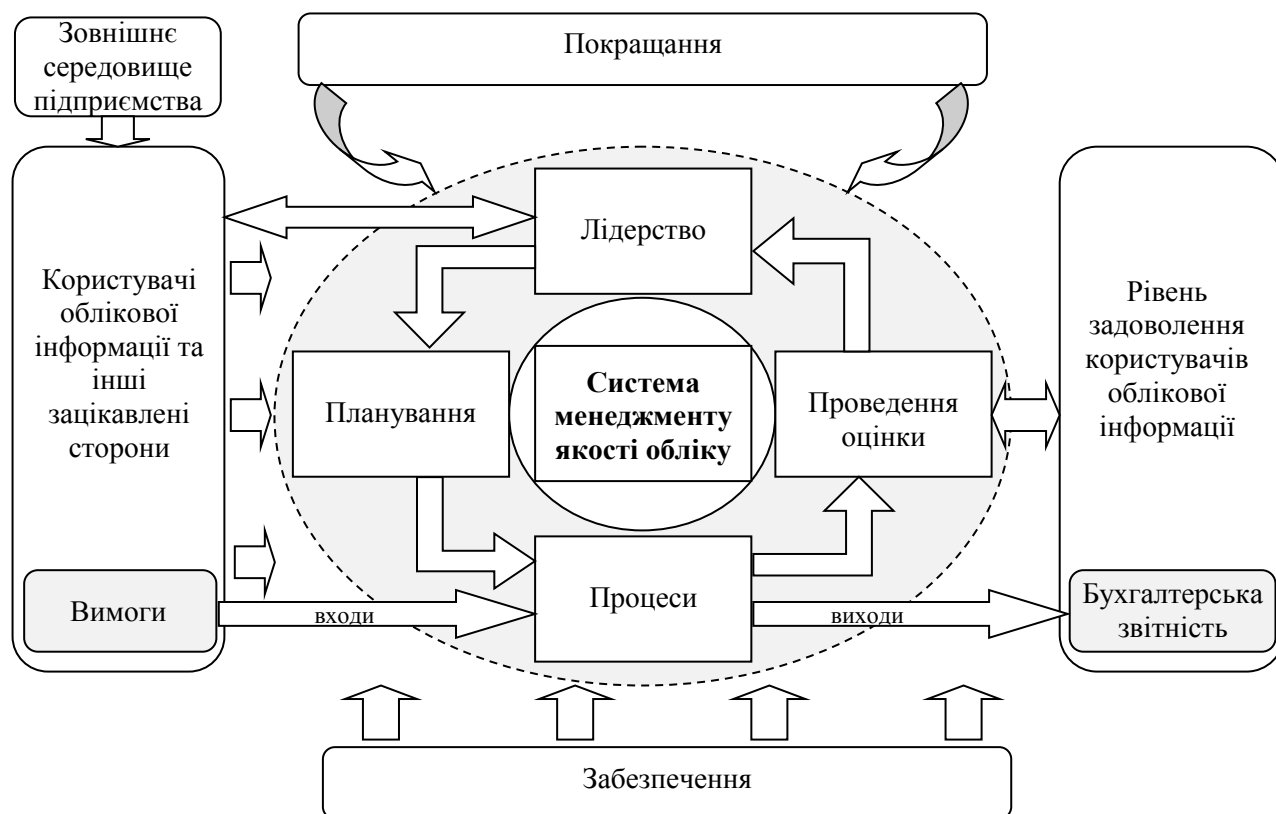 Зовнішнє
середовище
підприємства
Покращання
Користувачі
облікової
інформації та
інші
зацікавлені
сторони
Вимоги
Лідерство
Планування
Система
менеджменту
якості обліку
Проведення
оцінки
входи
Процеси
виходи
Рівень
задоволення
користувачів
облікової
інформації
Бухгалтерська
звітність
Забезпечення